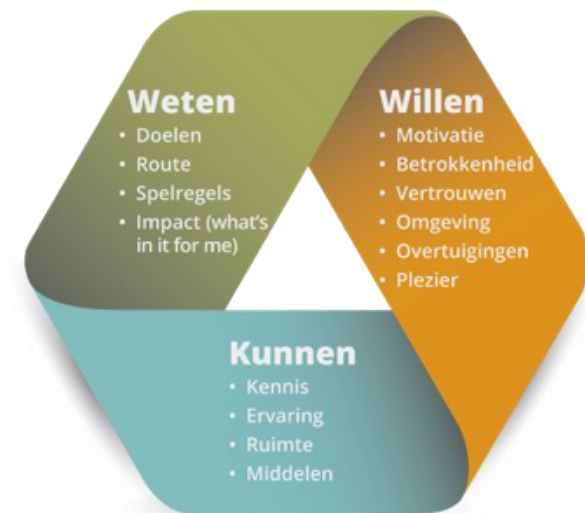 Weten
• Doelen
• Route
• Spelregels
• Impact (what's
in it for me)
Willen
• Motivatie
• Betrokkenheid
• Vertrouwen
• Omgeving
• Overtuigingen
• Plezier
Kunnen
• Kennis
• Ervaring
• Ruimte
• Middelen